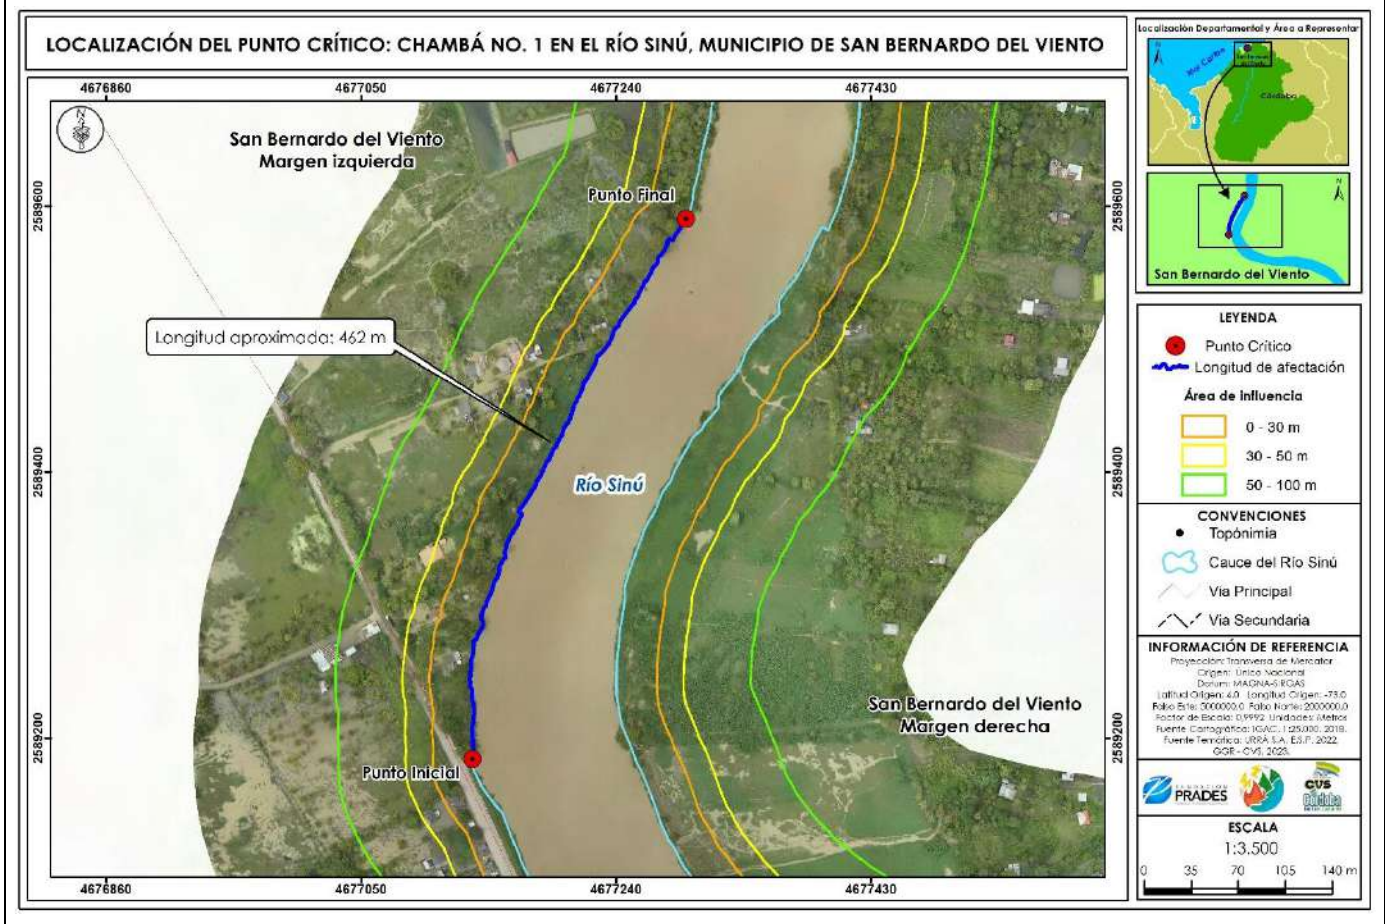 LOCALIZACIÓN DEL PUNTO CRÍTICO: CHAMBÁ NO. 1 EN EL RÍO SINÚ, MUNICIPIO DE SAN BERNARDO DEL VIENTO
4676860 4677050 4677240 4677430
N
San Bernardo del Viento
Margen izquierda
Punto Final
2589600
2589600
Longitud aproximada: 462 m
2589400
2589400
Río Sinú
2589200
2589200
San Bernardo del Viento
Margen derecha
Punto Inicial
4676860 4677050 4677240 4677430
Localización Departamental y Área a Representar
N
Mar Caribe
Córdoba
N
San Bernardo del Viento
LEYENDA
Punto Crítico
Longitud de afectación
Área de influencia
0 - 30 m
30 - 50 m
50 - 100 m
CONVENCIONES
Topónimia
Cauce del Río Sinú
Vía Principal
Vía Secundaria
INFORMACIÓN DE REFERENCIA
Proyección: Transversa de Mercator
Origen: Único Nacional
Datum: MAGNA-SIRGAS
Latitud Origen: 4.0 Longitud Origen: -73.0
Falso Este: 5000000.0 Falso Norte: 2000000.0
Factor de Escala: 0,9992 Unidades: Metros
Fuente Cartográfica: IGAC, 1:25.000, 2018.
Fuente Temática: URRÁ S.A. E.S.P. 2022
GGR - CVS, 2023.
PRADES
CVS
Córdoba
ESCALA
1:3.500
0 35 70 105 140 m